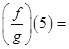 (f/g)(5) =